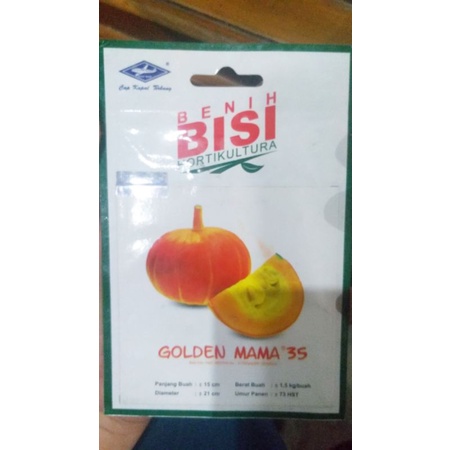 Cap Kapal Terbang
BENIH
BISI
HORTIKULTURA
GOLDEN MAMA 35
Panjang Buah : ± 15 cm Berat Buah : ± 1,5 kg/buah
Diameter : ± 21 cm Umur Panen : ± 75 HST